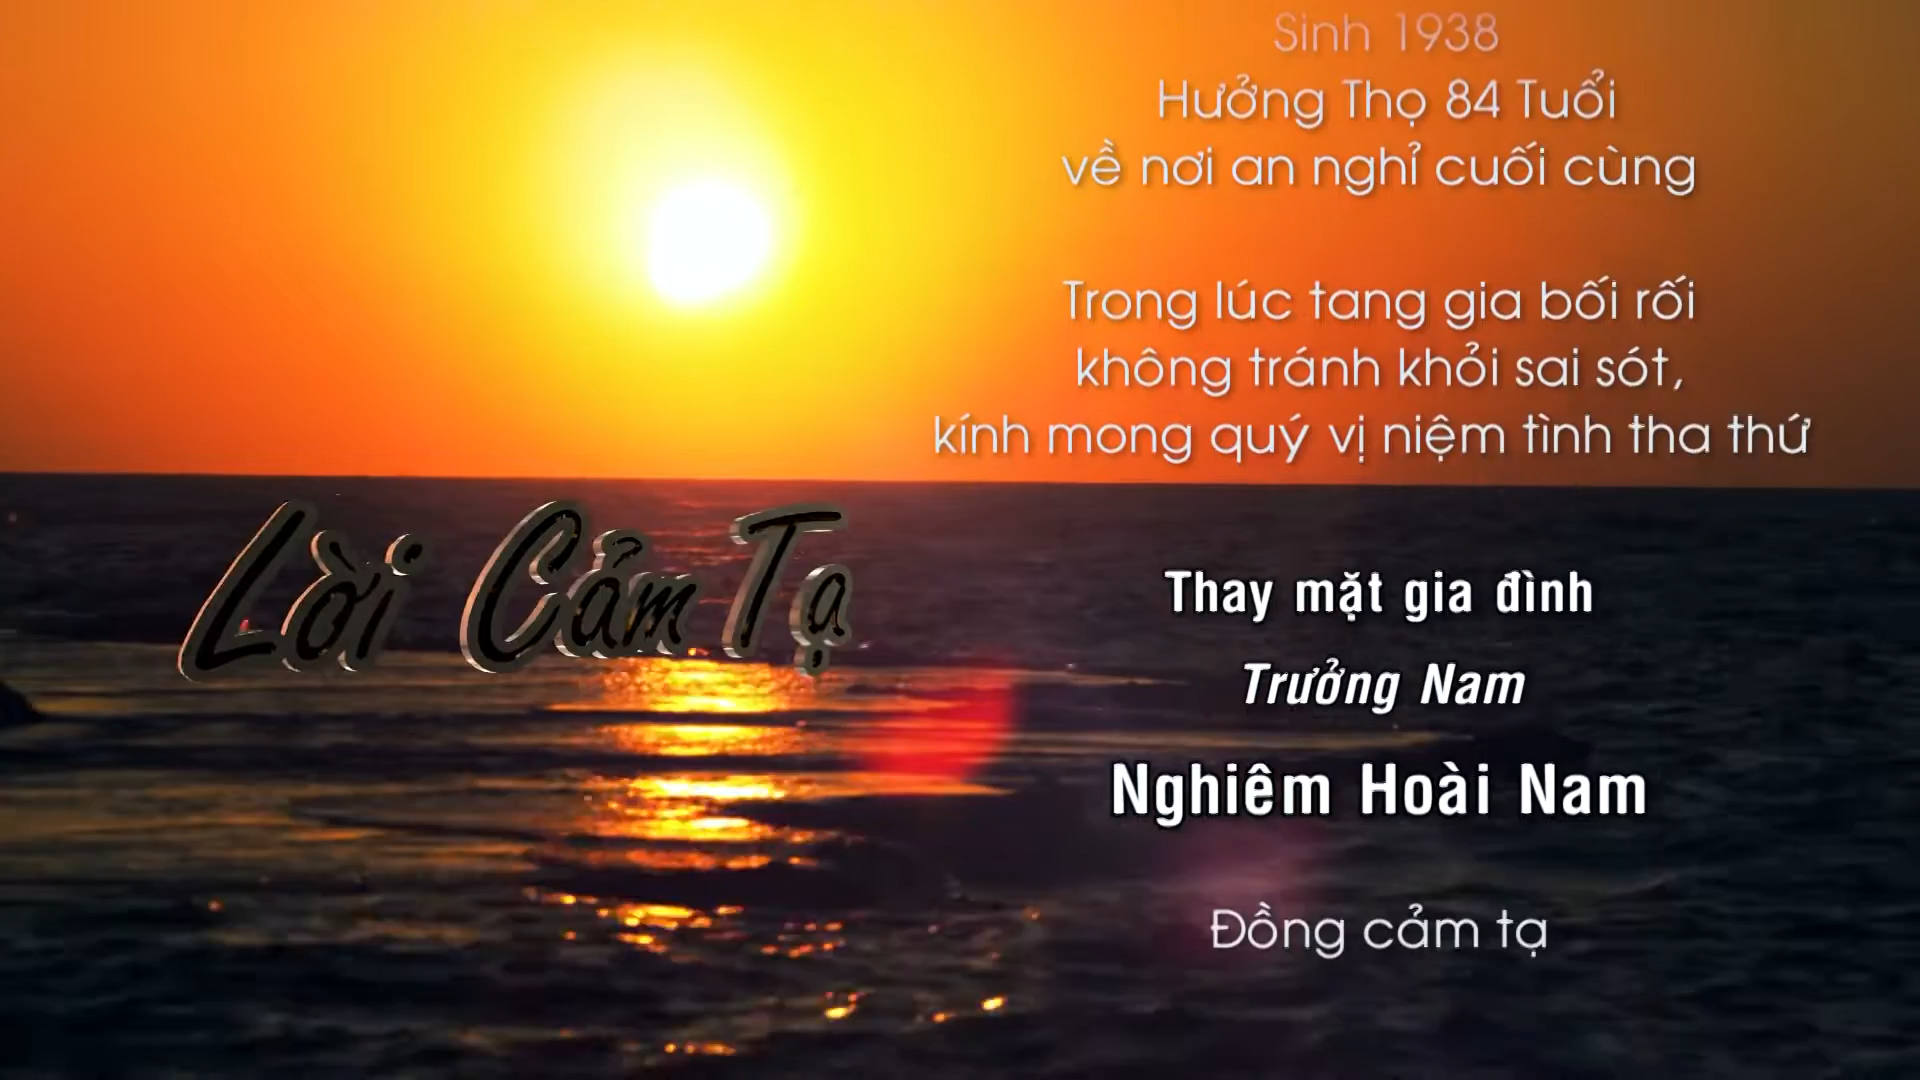 Sinh 1938
Hưởng Thọ 84 Tuổi
về nơi an nghỉ cuối cùng
Trong lúc tang gia bối rối
không tránh khỏi sai sót,
kính mong quý vị niệm tình tha thứ
Lời Cảm Tạ
Thay mặt gia đình
Trưởng Nam
Nghiêm Hoài Nam
Đồng cảm tạ